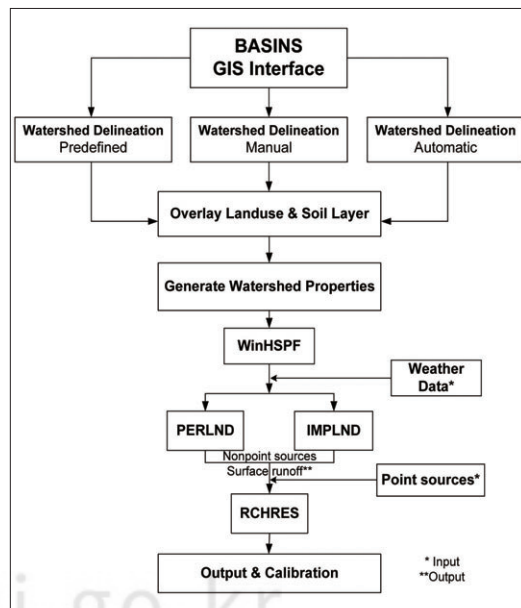 BASINS
GIS Interface
Watershed Delineation
Predefined
Watershed Delineation
Manual
Watershed Delineation
Automatic
Overlay Landuse & Soil Layer
Generate Watershed Properties
WinHSPF
Weather
Data*
PERLND
IMPLND
Nonpoint sources
Surface runoff**
Point sources*
RCHRES
Output & Calibration
* Input
**Output